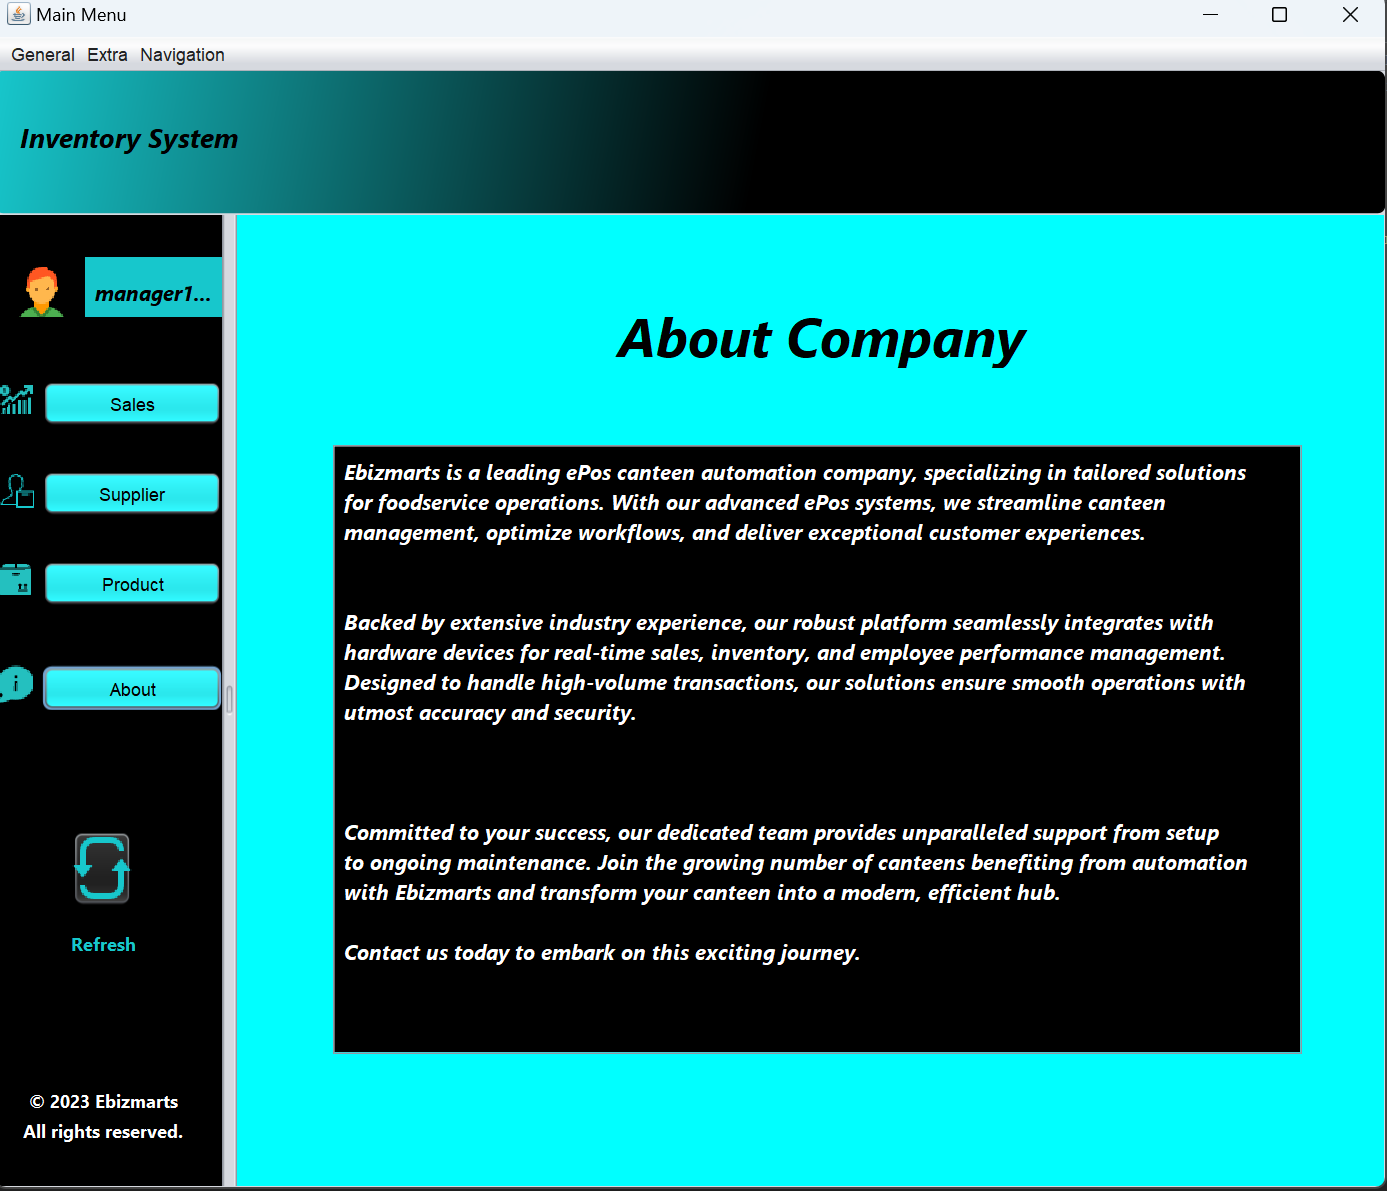 Main Menu
General Extra Navigation
Inventory System
manager1...
Sales
Supplier
Product
About
Refresh
© 2023 Ebizmarts
All rights reserved.
About Company
Ebizmarts is a leading ePos canteen automation company, specializing in tailored solutions
for foodservice operations. With our advanced ePos systems, we streamline canteen
management, optimize workflows, and deliver exceptional customer experiences.
Backed by extensive industry experience, our robust platform seamlessly integrates with
hardware devices for real-time sales, inventory, and employee performance management.
Designed to handle high-volume transactions, our solutions ensure smooth operations with
utmost accuracy and security.
Committed to your success, our dedicated team provides unparalleled support from setup
to ongoing maintenance. Join the growing number of canteens benefiting from automation
with Ebizmarts and transform your canteen into a modern, efficient hub.
Contact us today to embark on this exciting journey.